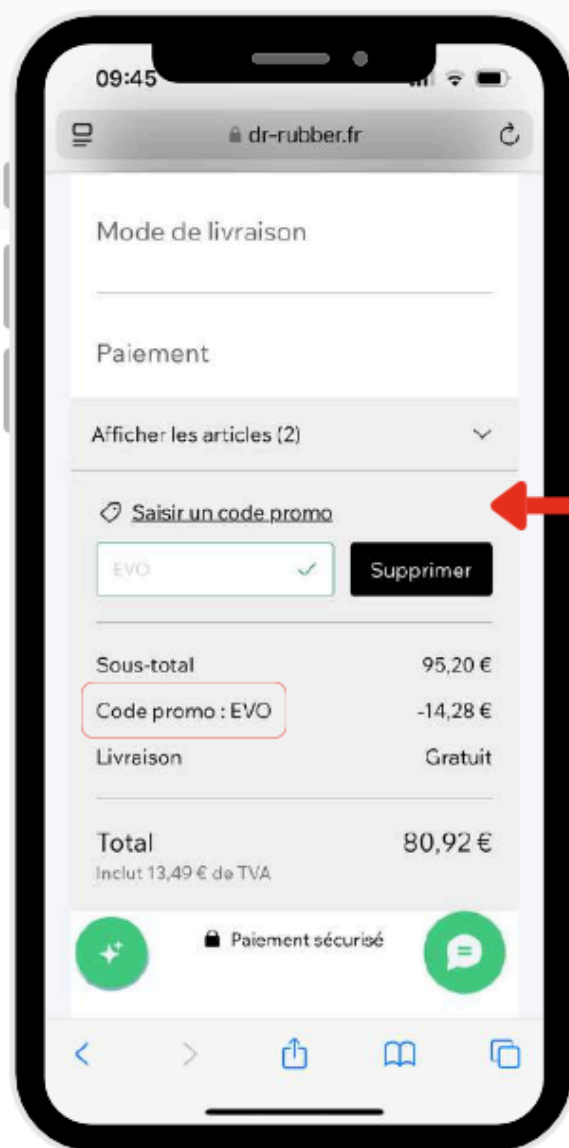 09:45
dr-rubber.fr
Mode de livraison
Paiement
Afficher les articles (2)
Saisir un code promo
EVO
Supprimer
Sous-total 95,20 €
Code promo : EVO -14,28 €
Livraison Gratuit
Total 80,92 €
Inclut 13,49 € de TVA
Paiement sécurisé